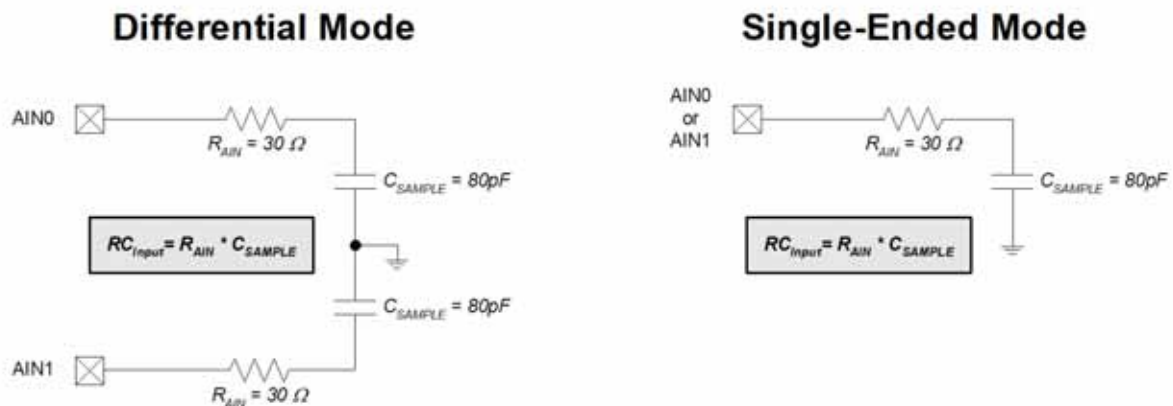 Differential Mode
AIN0
R_AIN = 30 Ω
C_SAMPLE = 80pF
RC_Input = R_AIN * C_SAMPLE
C_SAMPLE = 80pF
AIN1
R_AIN = 30 Ω
Single-Ended Mode
AIN0
or
AIN1
R_AIN = 30 Ω
C_SAMPLE = 80pF
RC_Input = R_AIN * C_SAMPLE